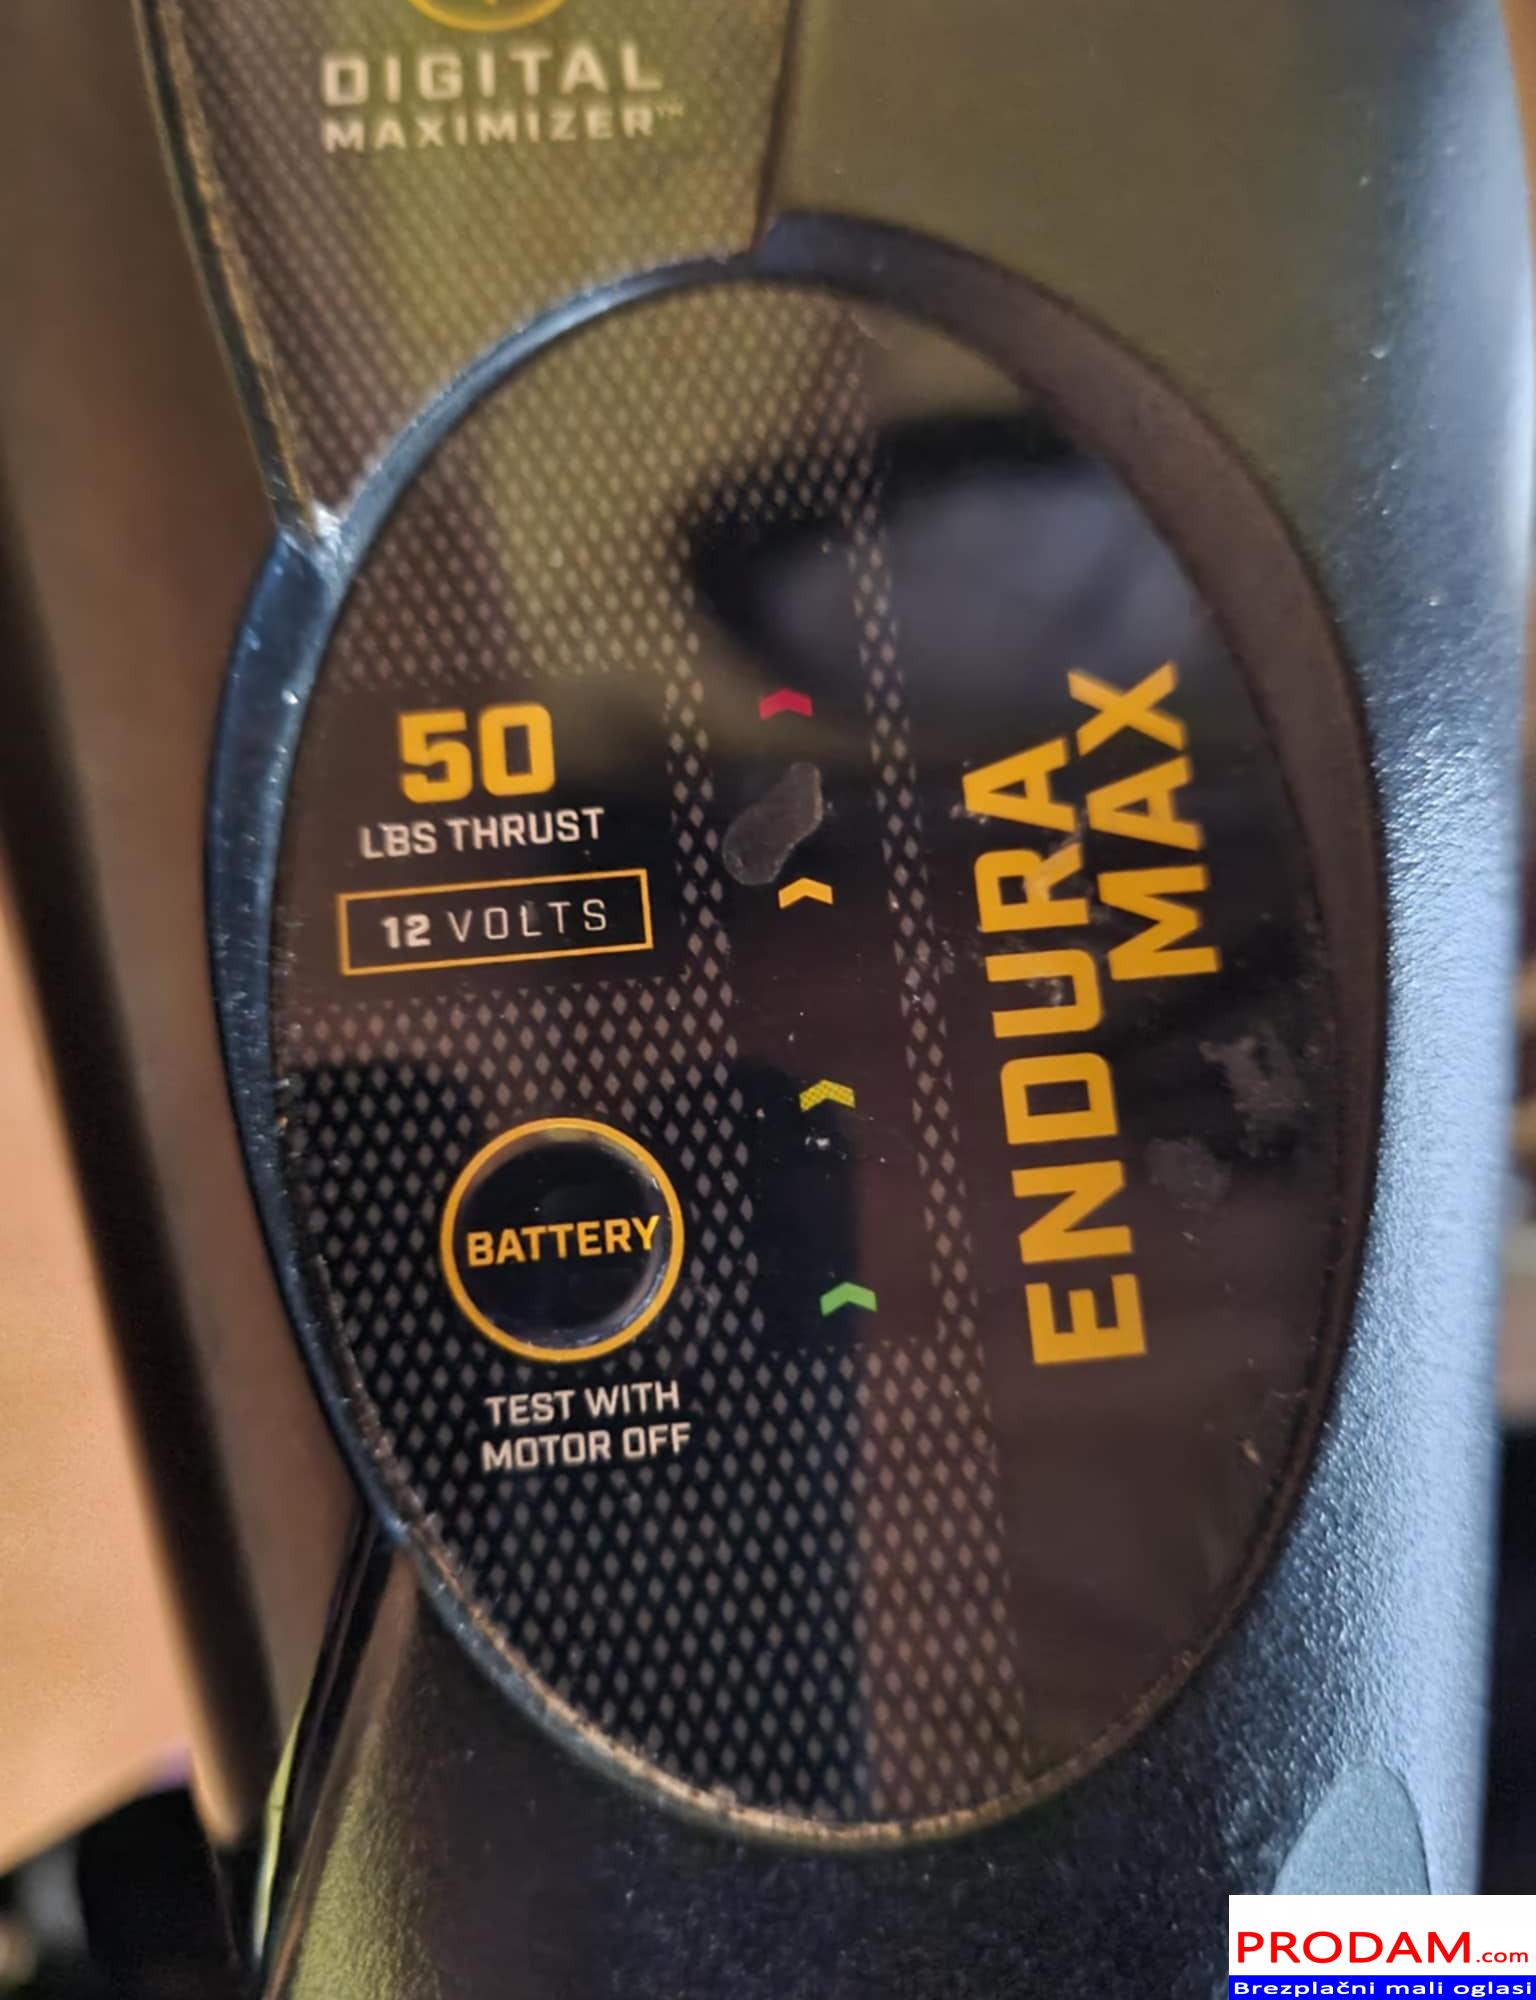 DIGITAL
MAXIMIZER™
50
LBS THRUST
12 VOLTS
BATTERY
TEST WITH
MOTOR OFF
ENDURA
MAX
PRODAM.com
Brezplačni mali oglasi